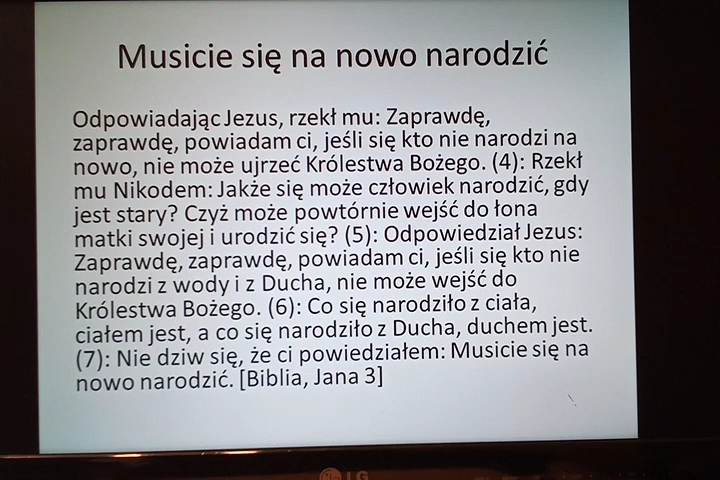 Musicie się na nowo narodzić
Odpowiadając Jezus, rzekł mu: Zaprawdę,
zaprawdę, powiadam ci, jeśli się kto nie narodzi na
nowo, nie może ujrzeć Królestwa Bożego. (4): Rzekł
mu Nikodem: Jakże się może człowiek narodzić, gdy
jest stary? Czyż może powtórnie wejść do łona
matki swojej i urodzić się? (5): Odpowiedział Jezus:
Zaprawdę, zaprawdę, powiadam ci, jeśli się kto nie
narodzi z wody i z Ducha, nie może wejść do
Królestwa Bożego. (6): Co się narodziło z ciała,
ciałem jest, a co się narodziło z Ducha, duchem jest.
(7): Nie dziw się, że ci powiedziałem: Musicie się na
nowo narodzić. [Biblia, Jana 3]
LG